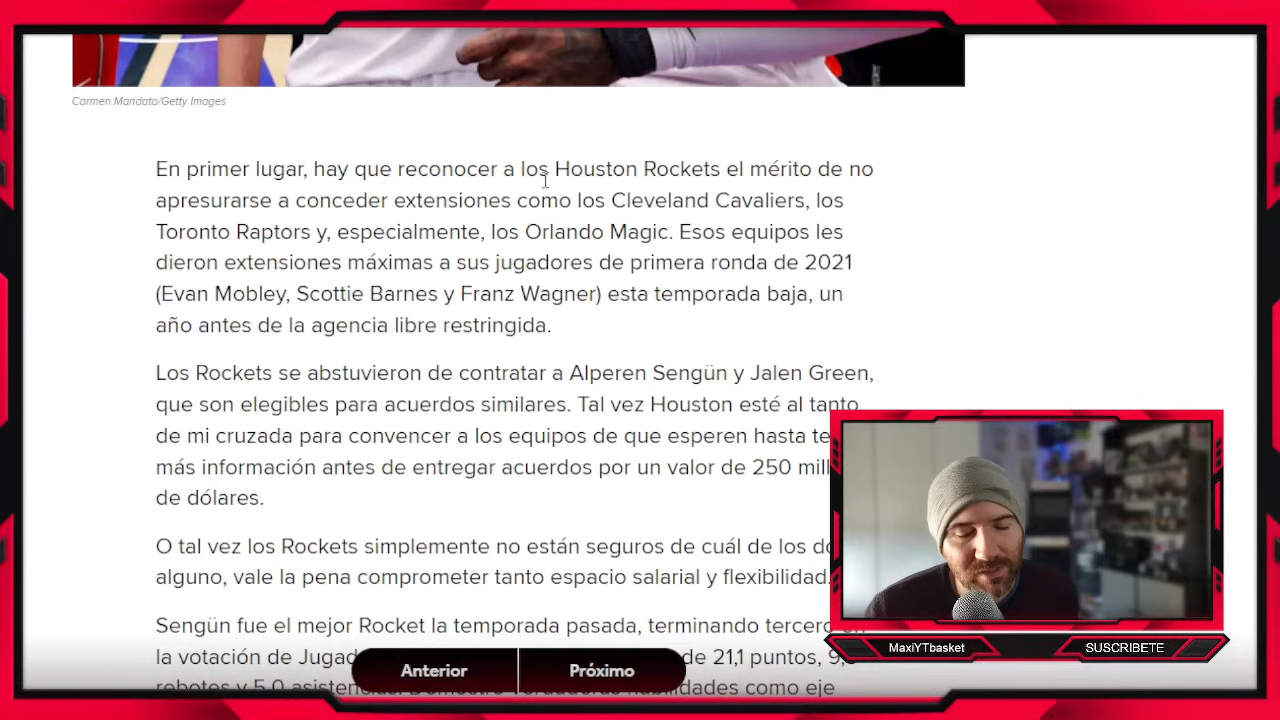 Carmen Mandato/Getty Images
En primer lugar, hay que reconocer a los Houston Rockets el mérito de no
apresurarse a conceder extensiones como los Cleveland Cavaliers, los
Toronto Raptors y, especialmente, los Orlando Magic. Esos equipos les
dieron extensiones máximas a sus jugadores de primera ronda de 2021
(Evan Mobley, Scottie Barnes y Franz Wagner) esta temporada baja, un
año antes de la agencia libre restringida.
Los Rockets se abstuvieron de contratar a Alperen Sengün y Jalen Green,
que son elegibles para acuerdos similares. Tal vez Houston esté al tanto
de mi cruzada para convencer a los equipos de que esperen hasta
más información antes de entregar acuerdos por un valor de 250
de dólares.
O tal vez los Rockets simplemente no están seguros de cuál de los
alguno, vale la pena comprometer tanto espacio salarial y flexibilidad.
Sengün fue el mejor Rocket la temporada pasada, terminando tercero en
la votación de de 21,1 puntos,
rebotes y 5,0 habilidades como eje
Anterior
Próximo
MaxiYTbasket
SUSCRIBETE